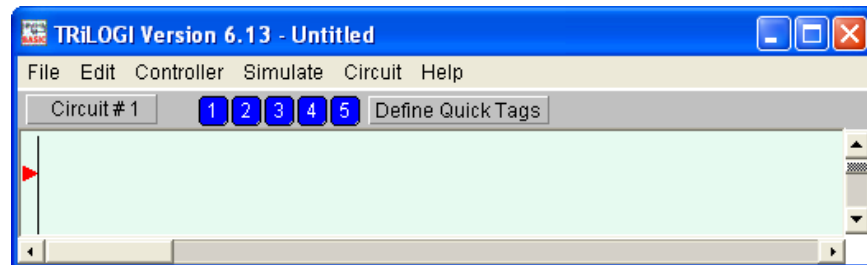 TRiLOGI Version 6.13 - Untitled
File Edit Controller Simulate Circuit Help
Circuit # 1 1 2 3 4 5 Define Quick Tags